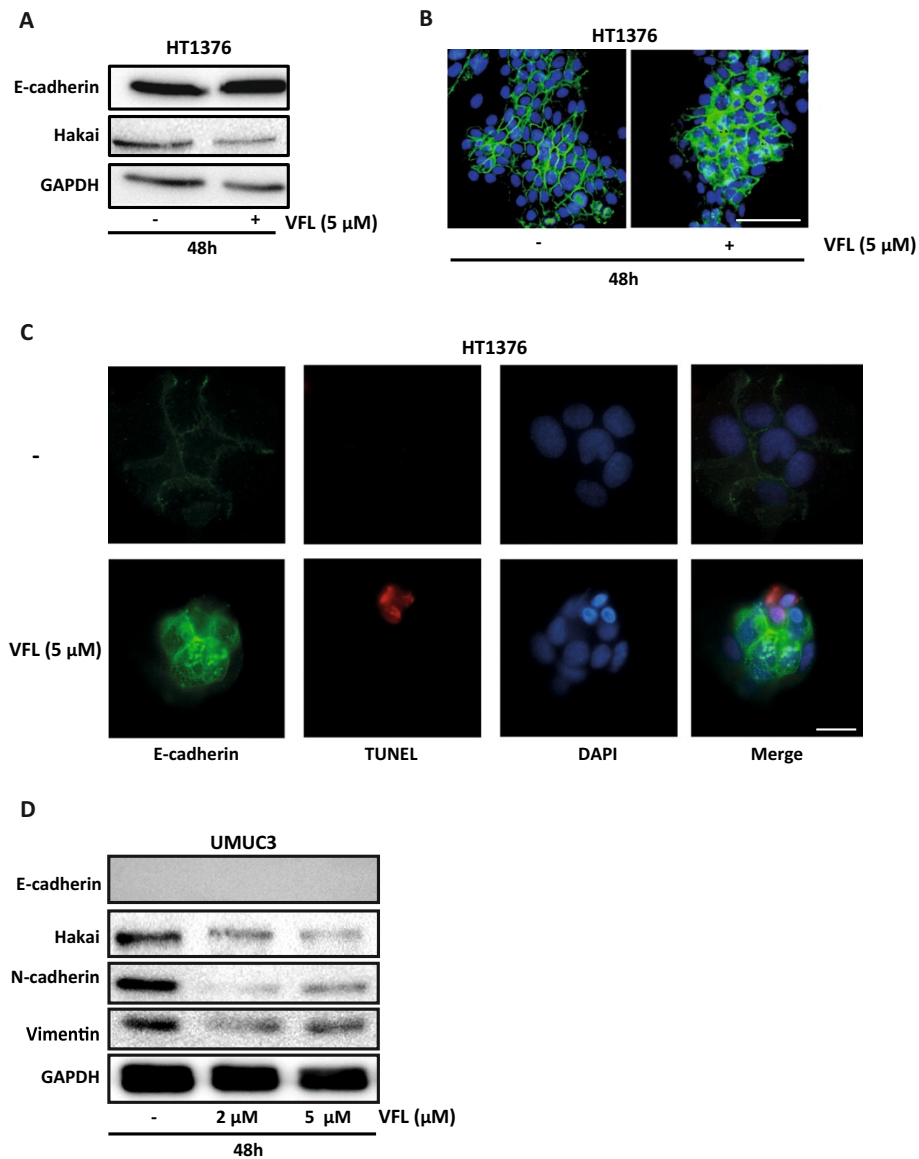 A
HT1376
E-cadherin
Hakai
GAPDH
- + VFL (5 µM)
48h
B
HT1376
- + VFL (5 µM)
48h
C
HT1376
-
VFL (5 µM)
E-cadherin TUNEL DAPI Merge
D
UMUC3
E-cadherin
Hakai
N-cadherin
Vimentin
GAPDH
- 2 µM 5 µM VFL (µM)
48h